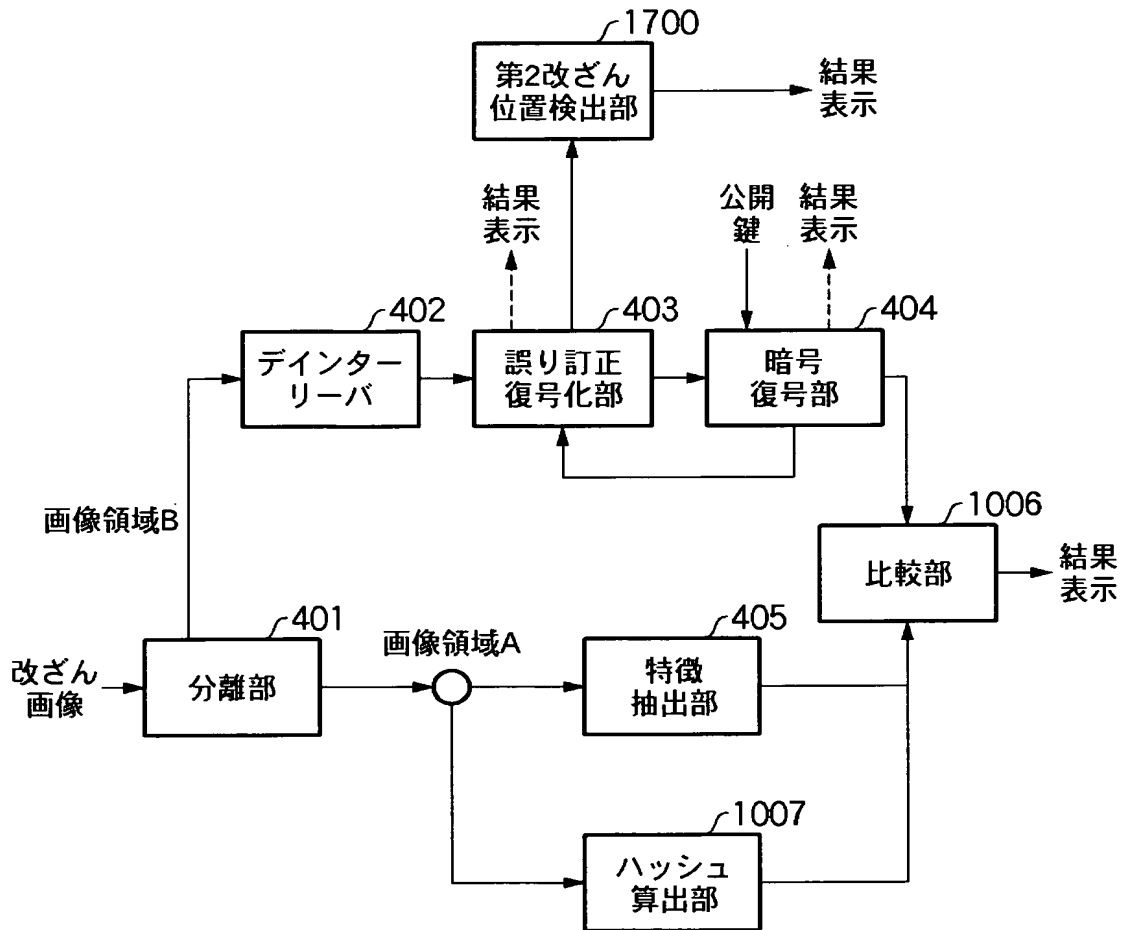 1700
第2改ざん
位置検出部
結果
表示
結果
表示
公開
鍵
結果
表示
402
デインター
リーバ
403
誤り訂正
復号化部
404
暗号
復号部
画像領域B
1006
比較部
結果
表示
401
分離部
改ざん
画像
画像領域A
405
特徴
抽出部
1007
ハッシュ
算出部